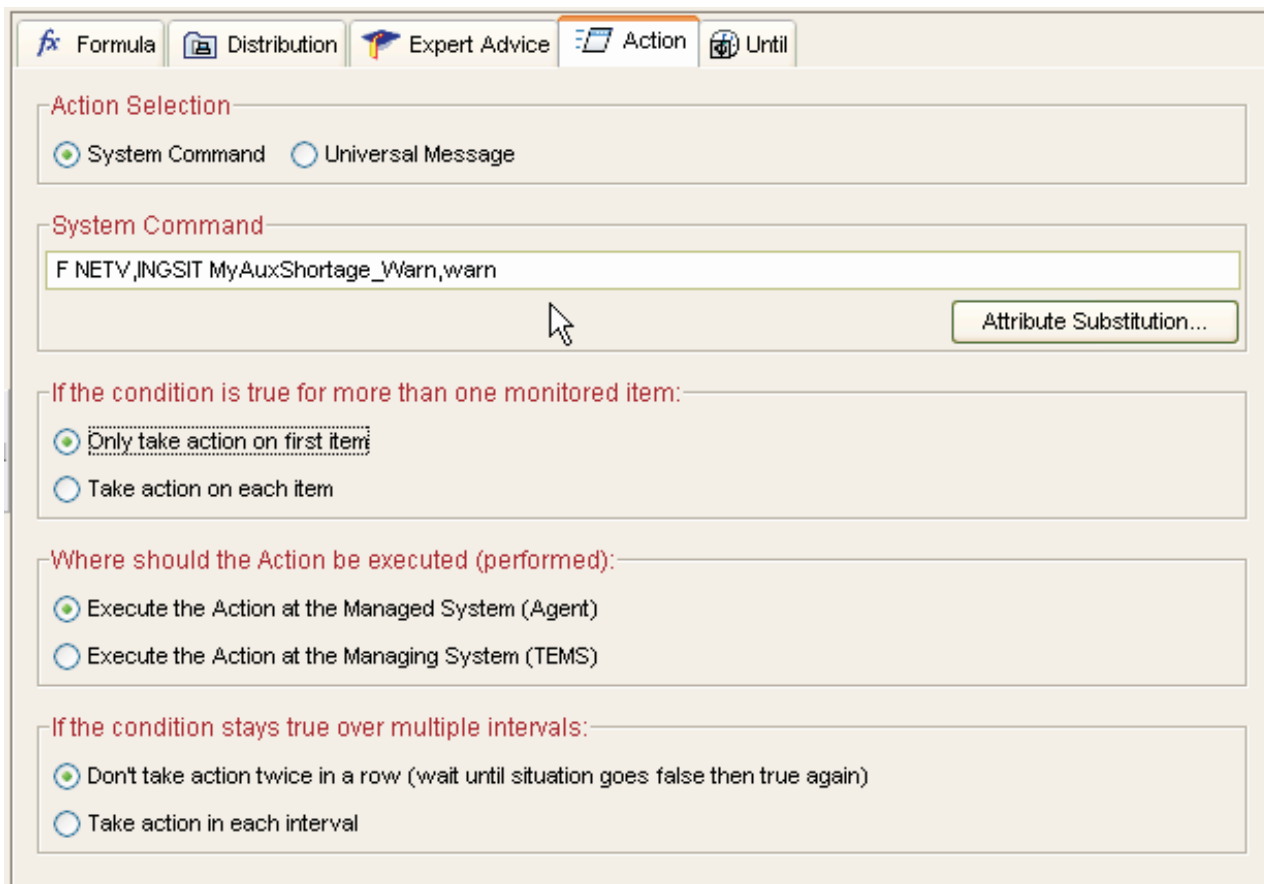 fx Formula Distribution Expert Advice Action Until
Action Selection
System Command Universal Message
System Command
F NETV,INGSIT MyAuxShortage_Warn,warn
Attribute Substitution...
If the condition is true for more than one monitored item:
Only take action on first item
Take action on each item
Where should the Action be executed (performed):
Execute the Action at the Managed System (Agent)
Execute the Action at the Managing System (TEMS)
If the condition stays true over multiple intervals:
Don't take action twice in a row (wait until situation goes false then true again)
Take action in each interval